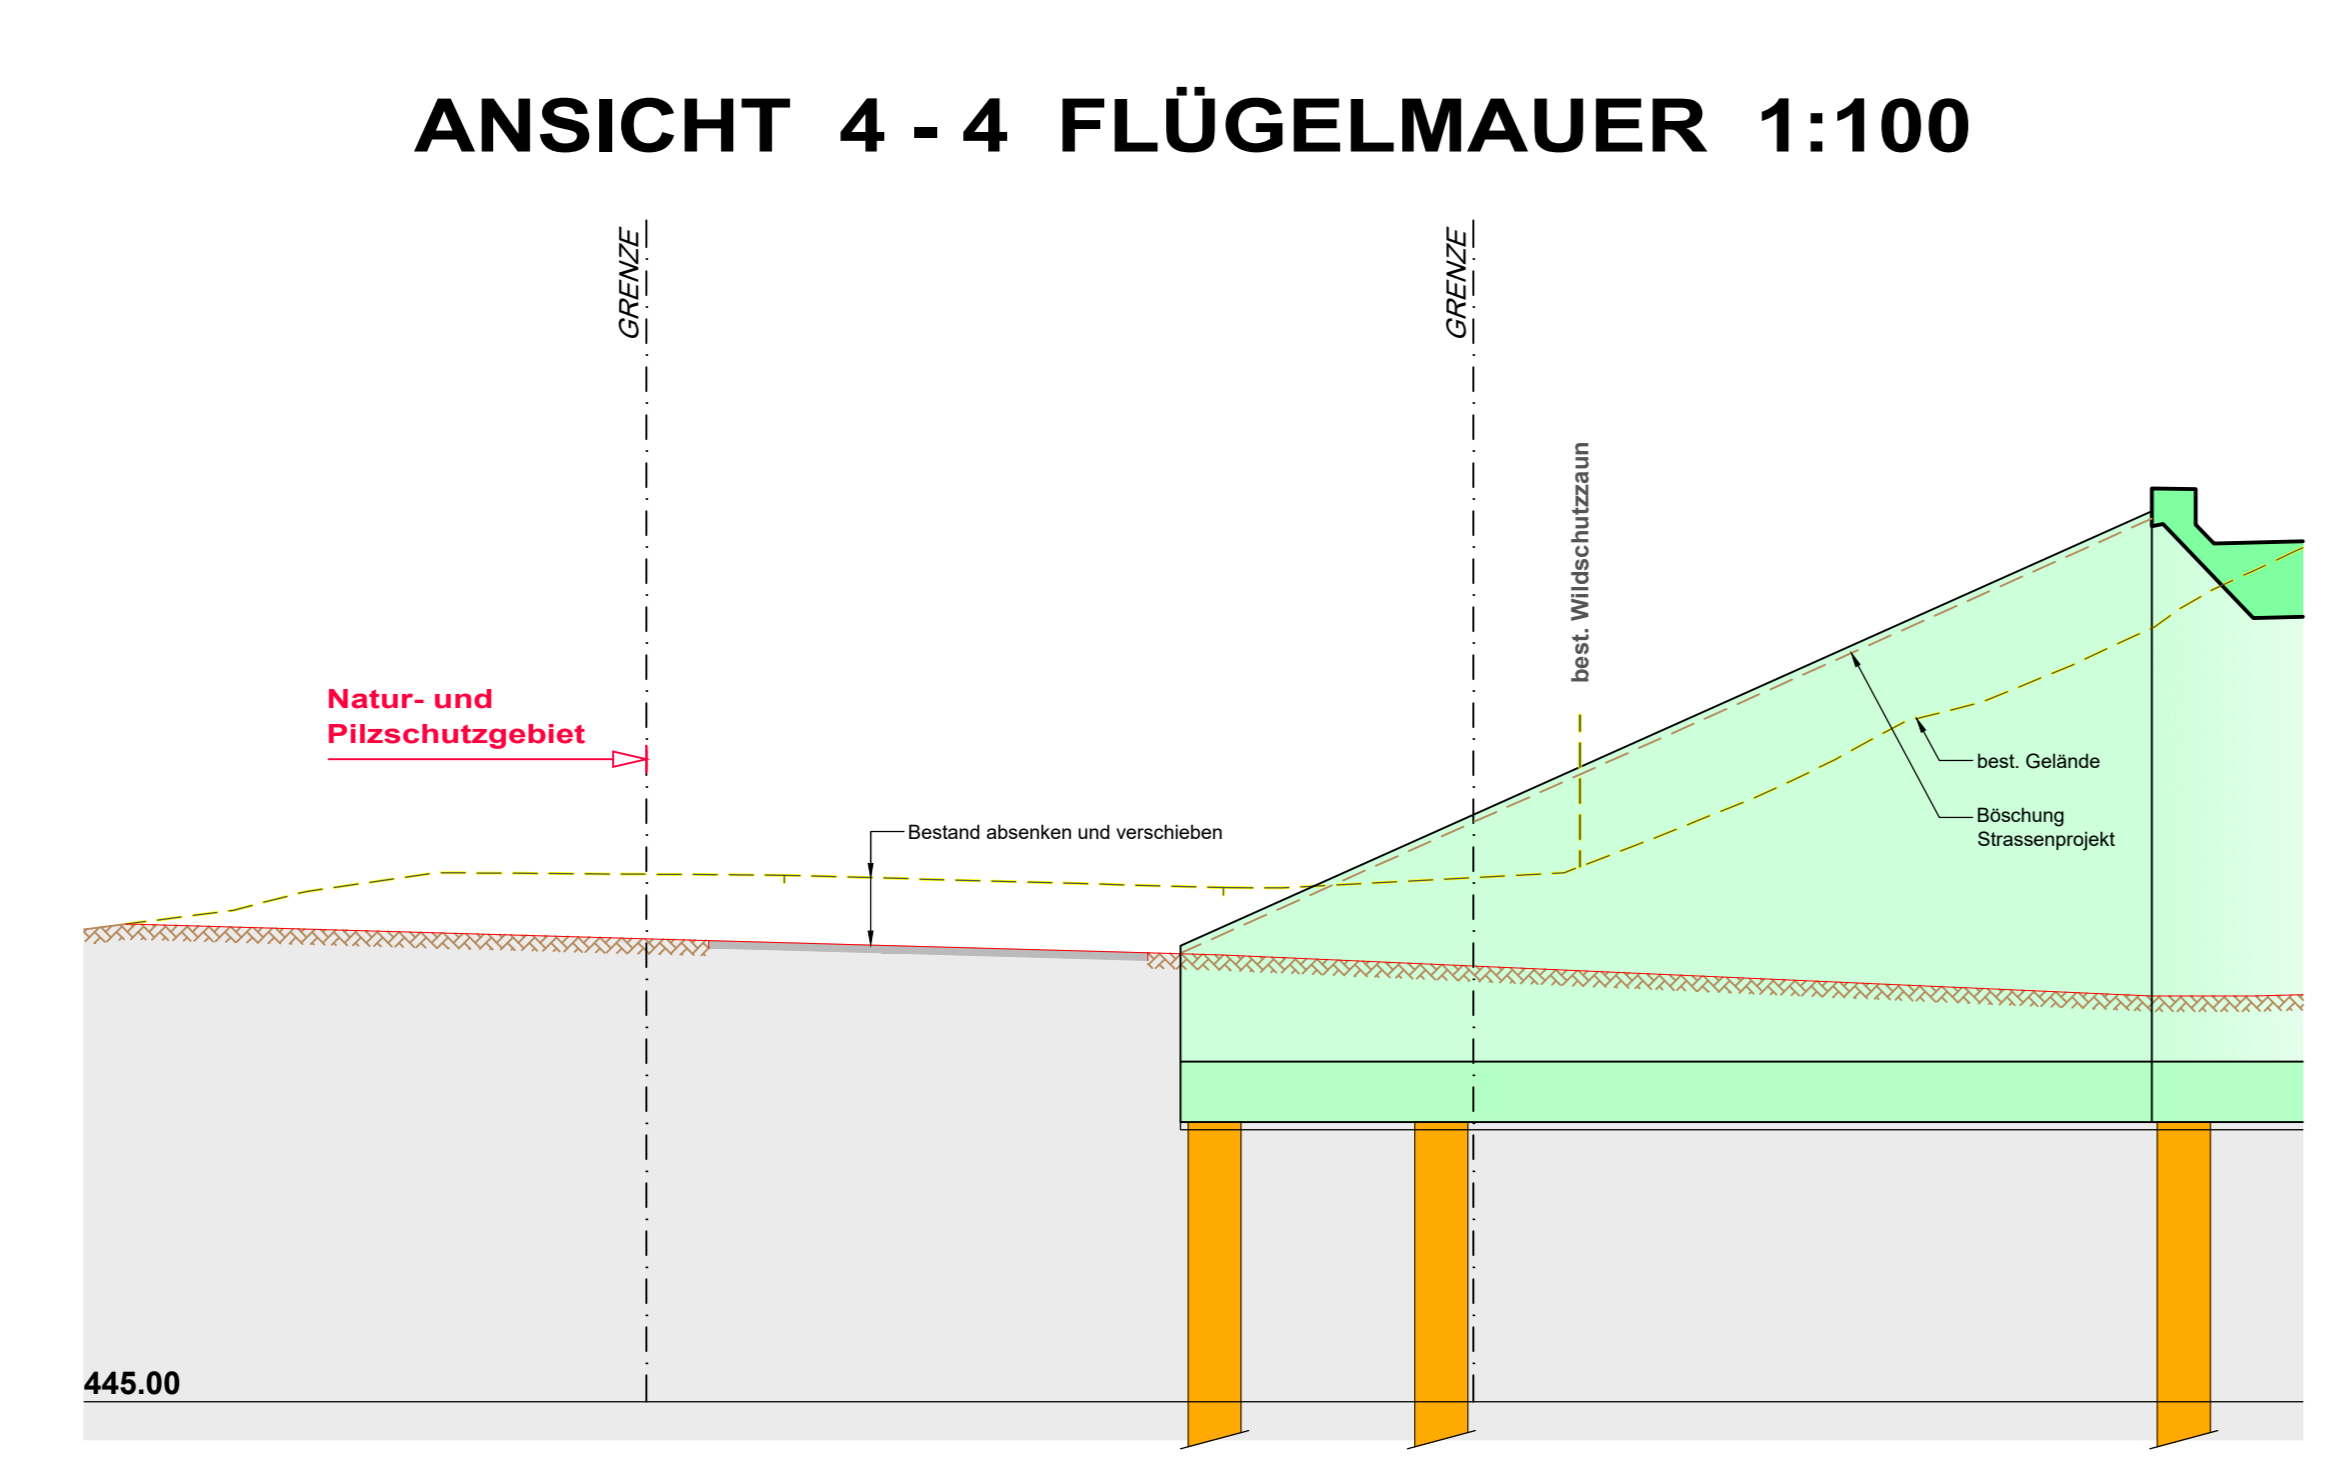 ANSICHT 4 - 4 FLÜGELMAUER 1:100
GRENZE
GRENZE
best. Wildschutzzaun
Natur- und
Pilzschutzgebiet
best. Gelände
Böschung
Strassenprojekt
Bestand absenken und verschieben
445.00